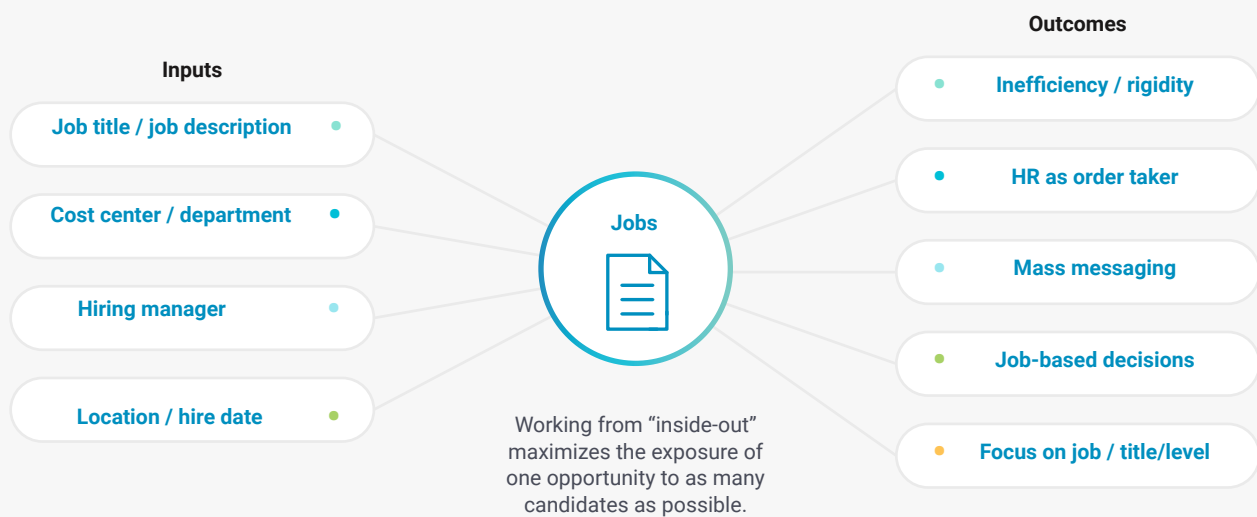 Inputs
Job title / job description
Cost center / department
Hiring manager
Location / hire date
Jobs
Working from “inside-out”
maximizes the exposure of
one opportunity to as many
candidates as possible.
Outcomes
Inefficiency / rigidity
HR as order taker
Mass messaging
Job-based decisions
Focus on job / title/level